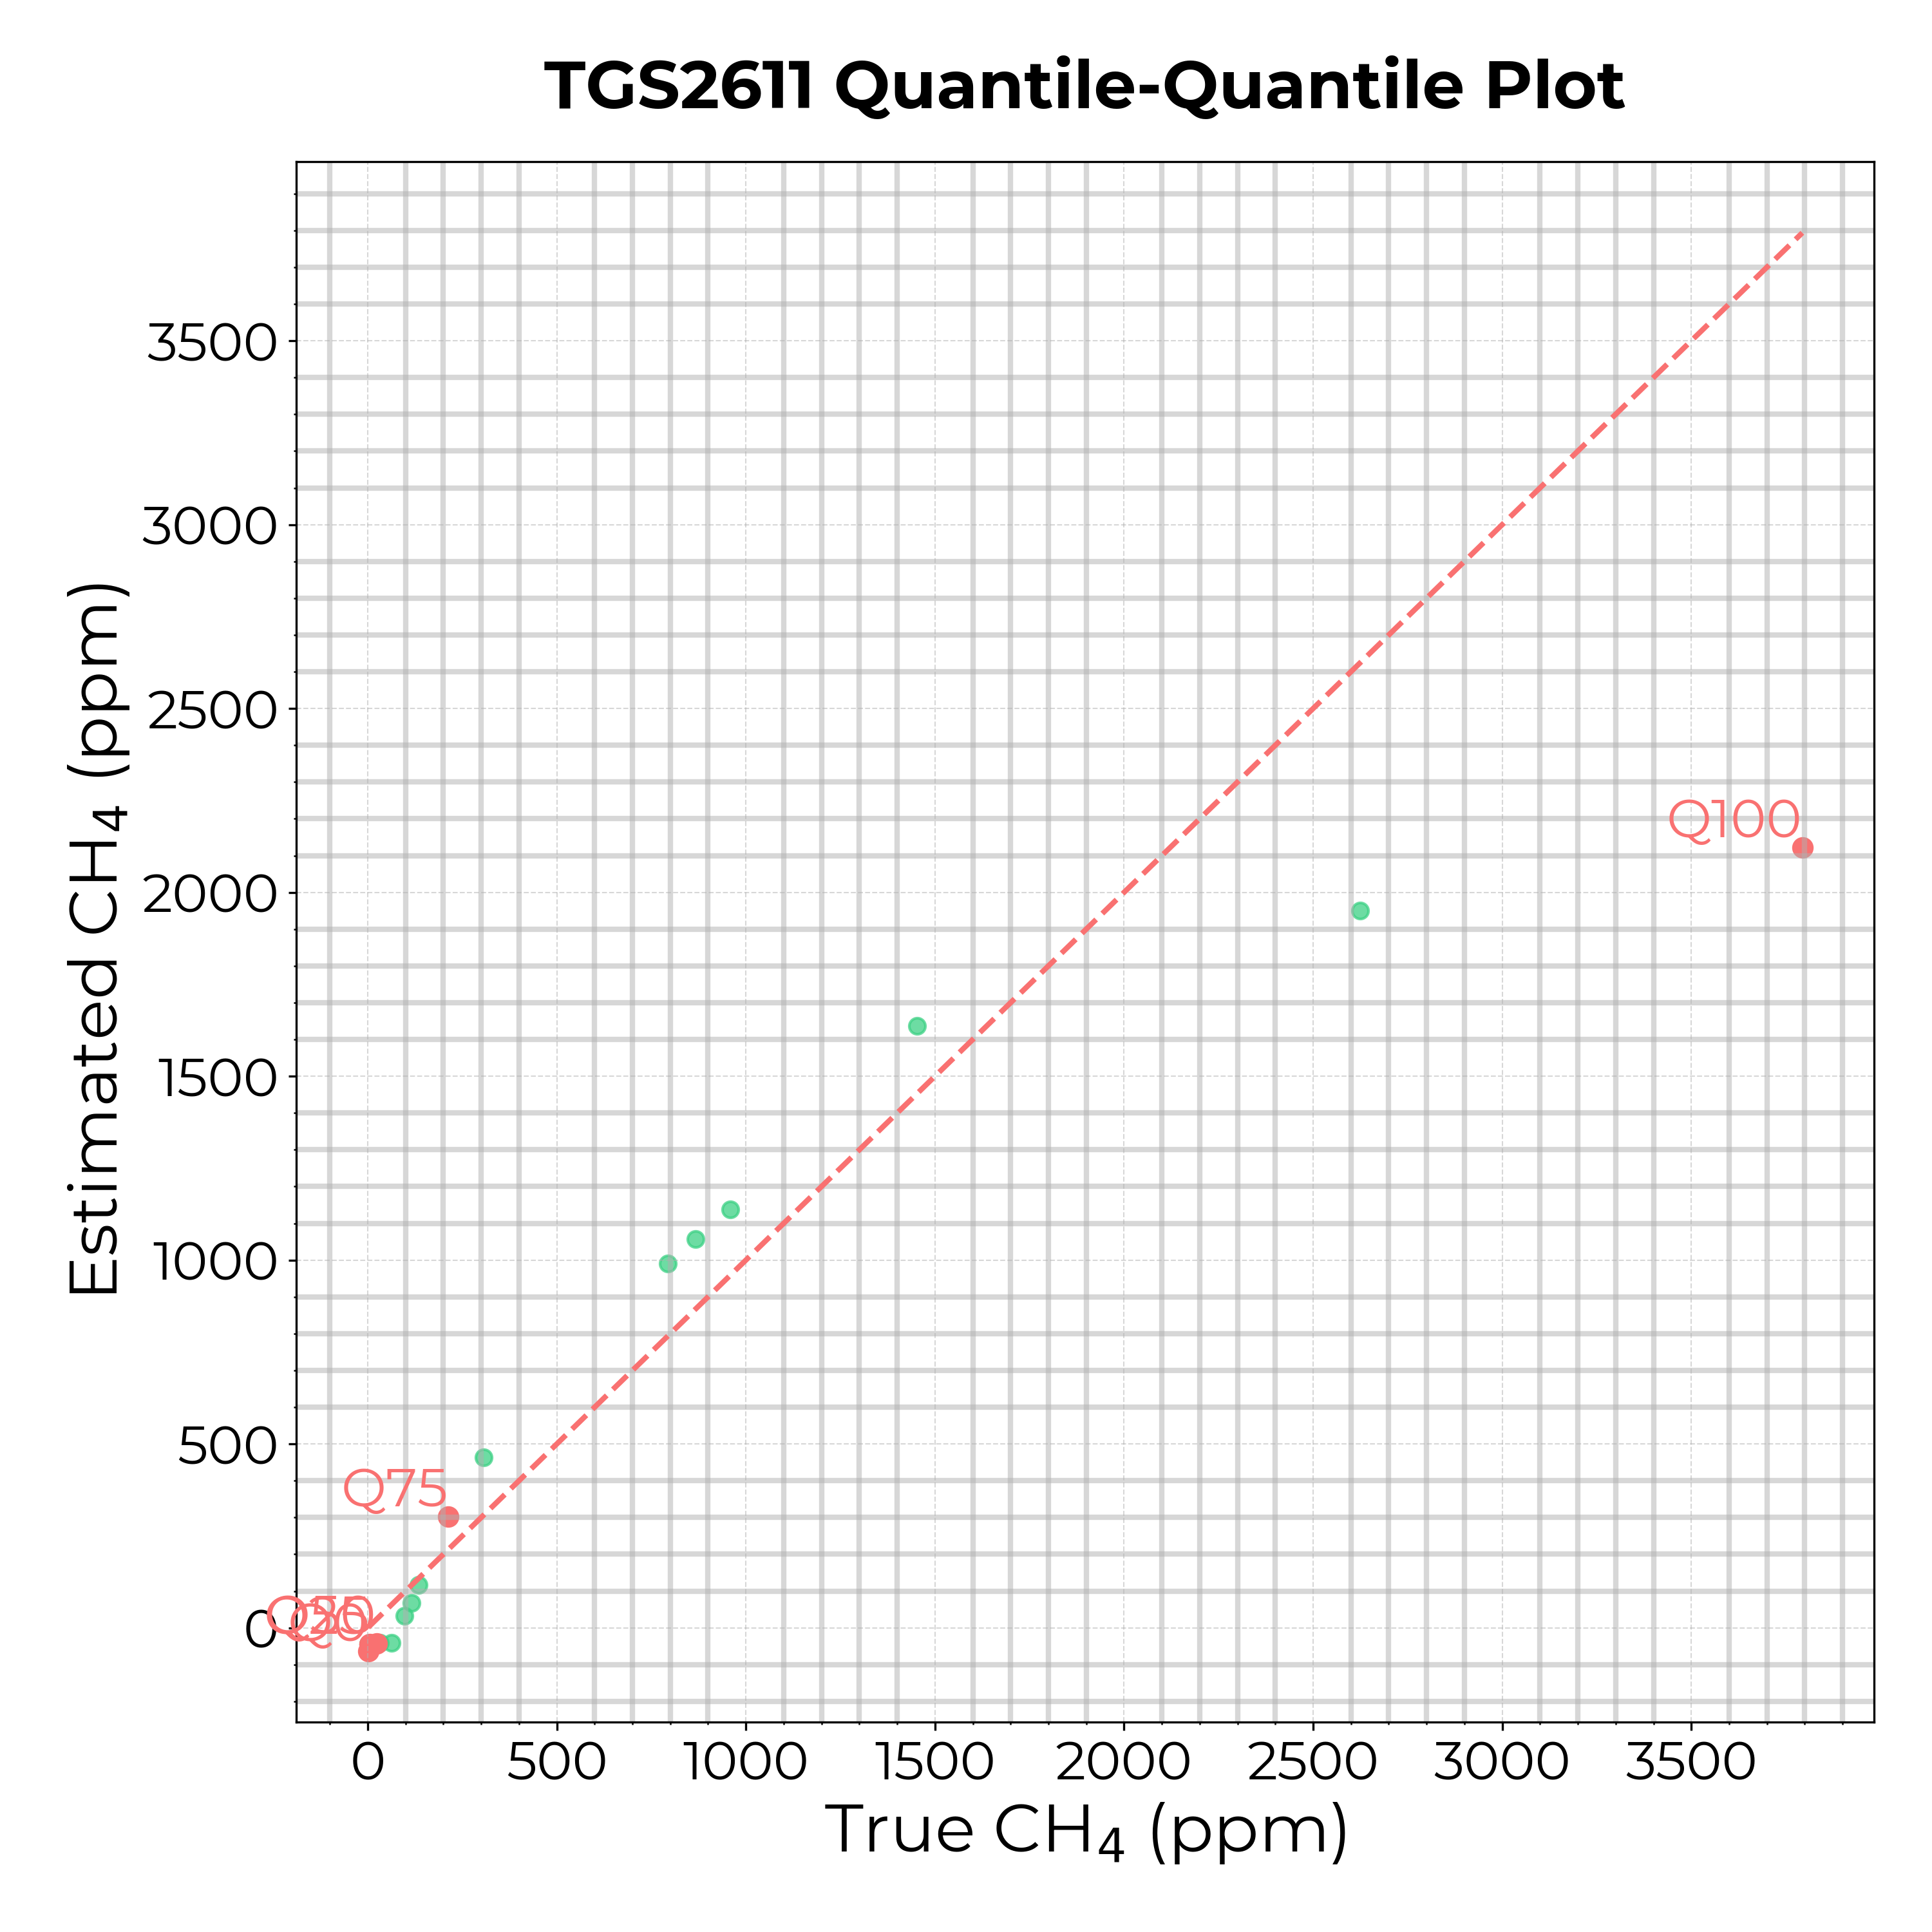 TGS2611 Quantile-Quantile Plot
Estimated CH₄ (ppm)
3500
3000
2500
2000
1500
1000
500
0
Q100
Q75
0 500 1000 1500 2000 2500 3000 3500
True CH₄ (ppm)